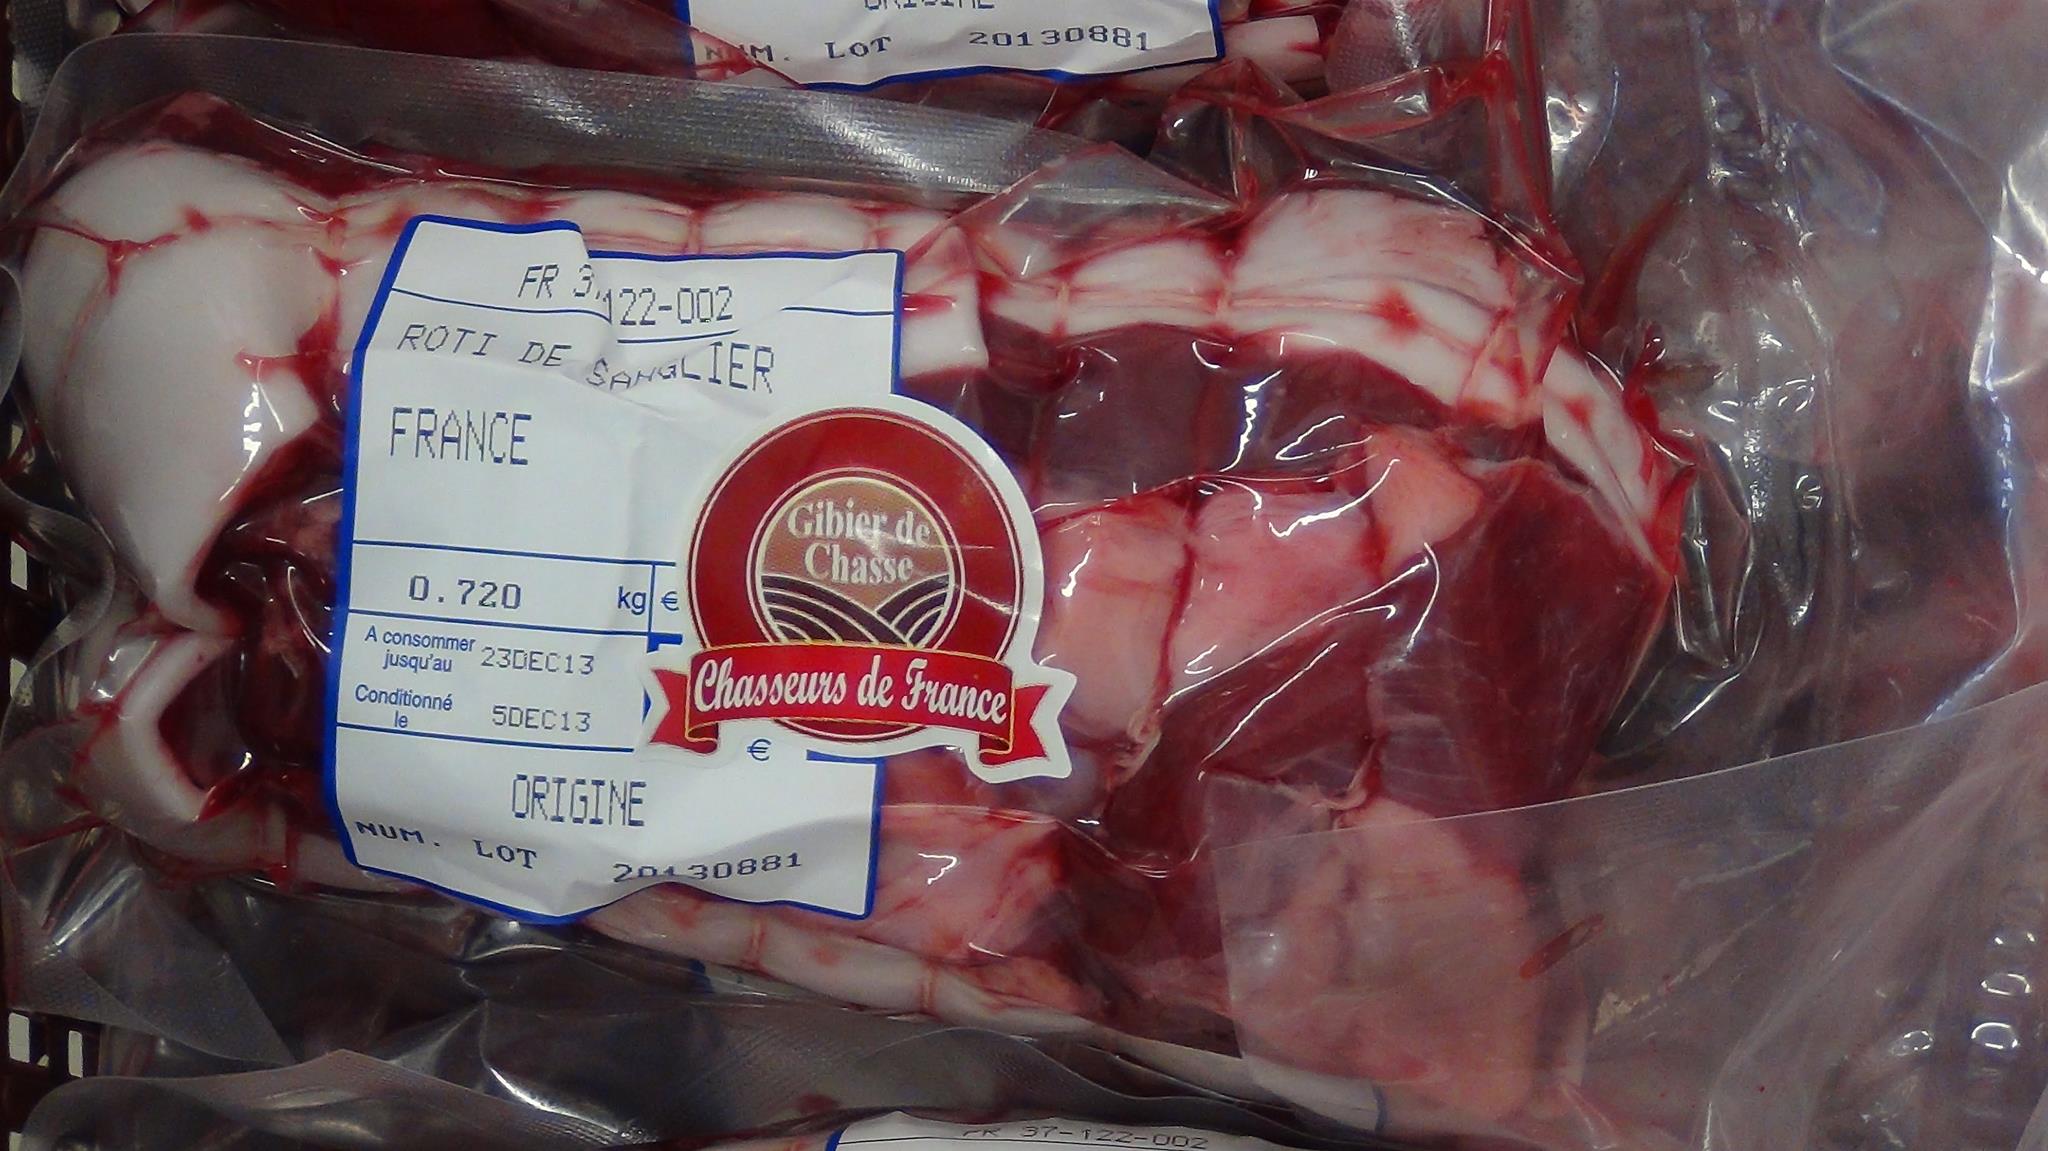 ORIGINE
NUM. LOT 20130881
FR 3.122-002
ROTI DE SANGLIER
FRANCE
0.720 kg €
A consommer
jusqu'au 23DEC13
Conditionné
le 5DEC13
€
ORIGINE
NUM. LOT 20130881
Gibier de
Chasse
Chasseurs de France
FR 37-122-002